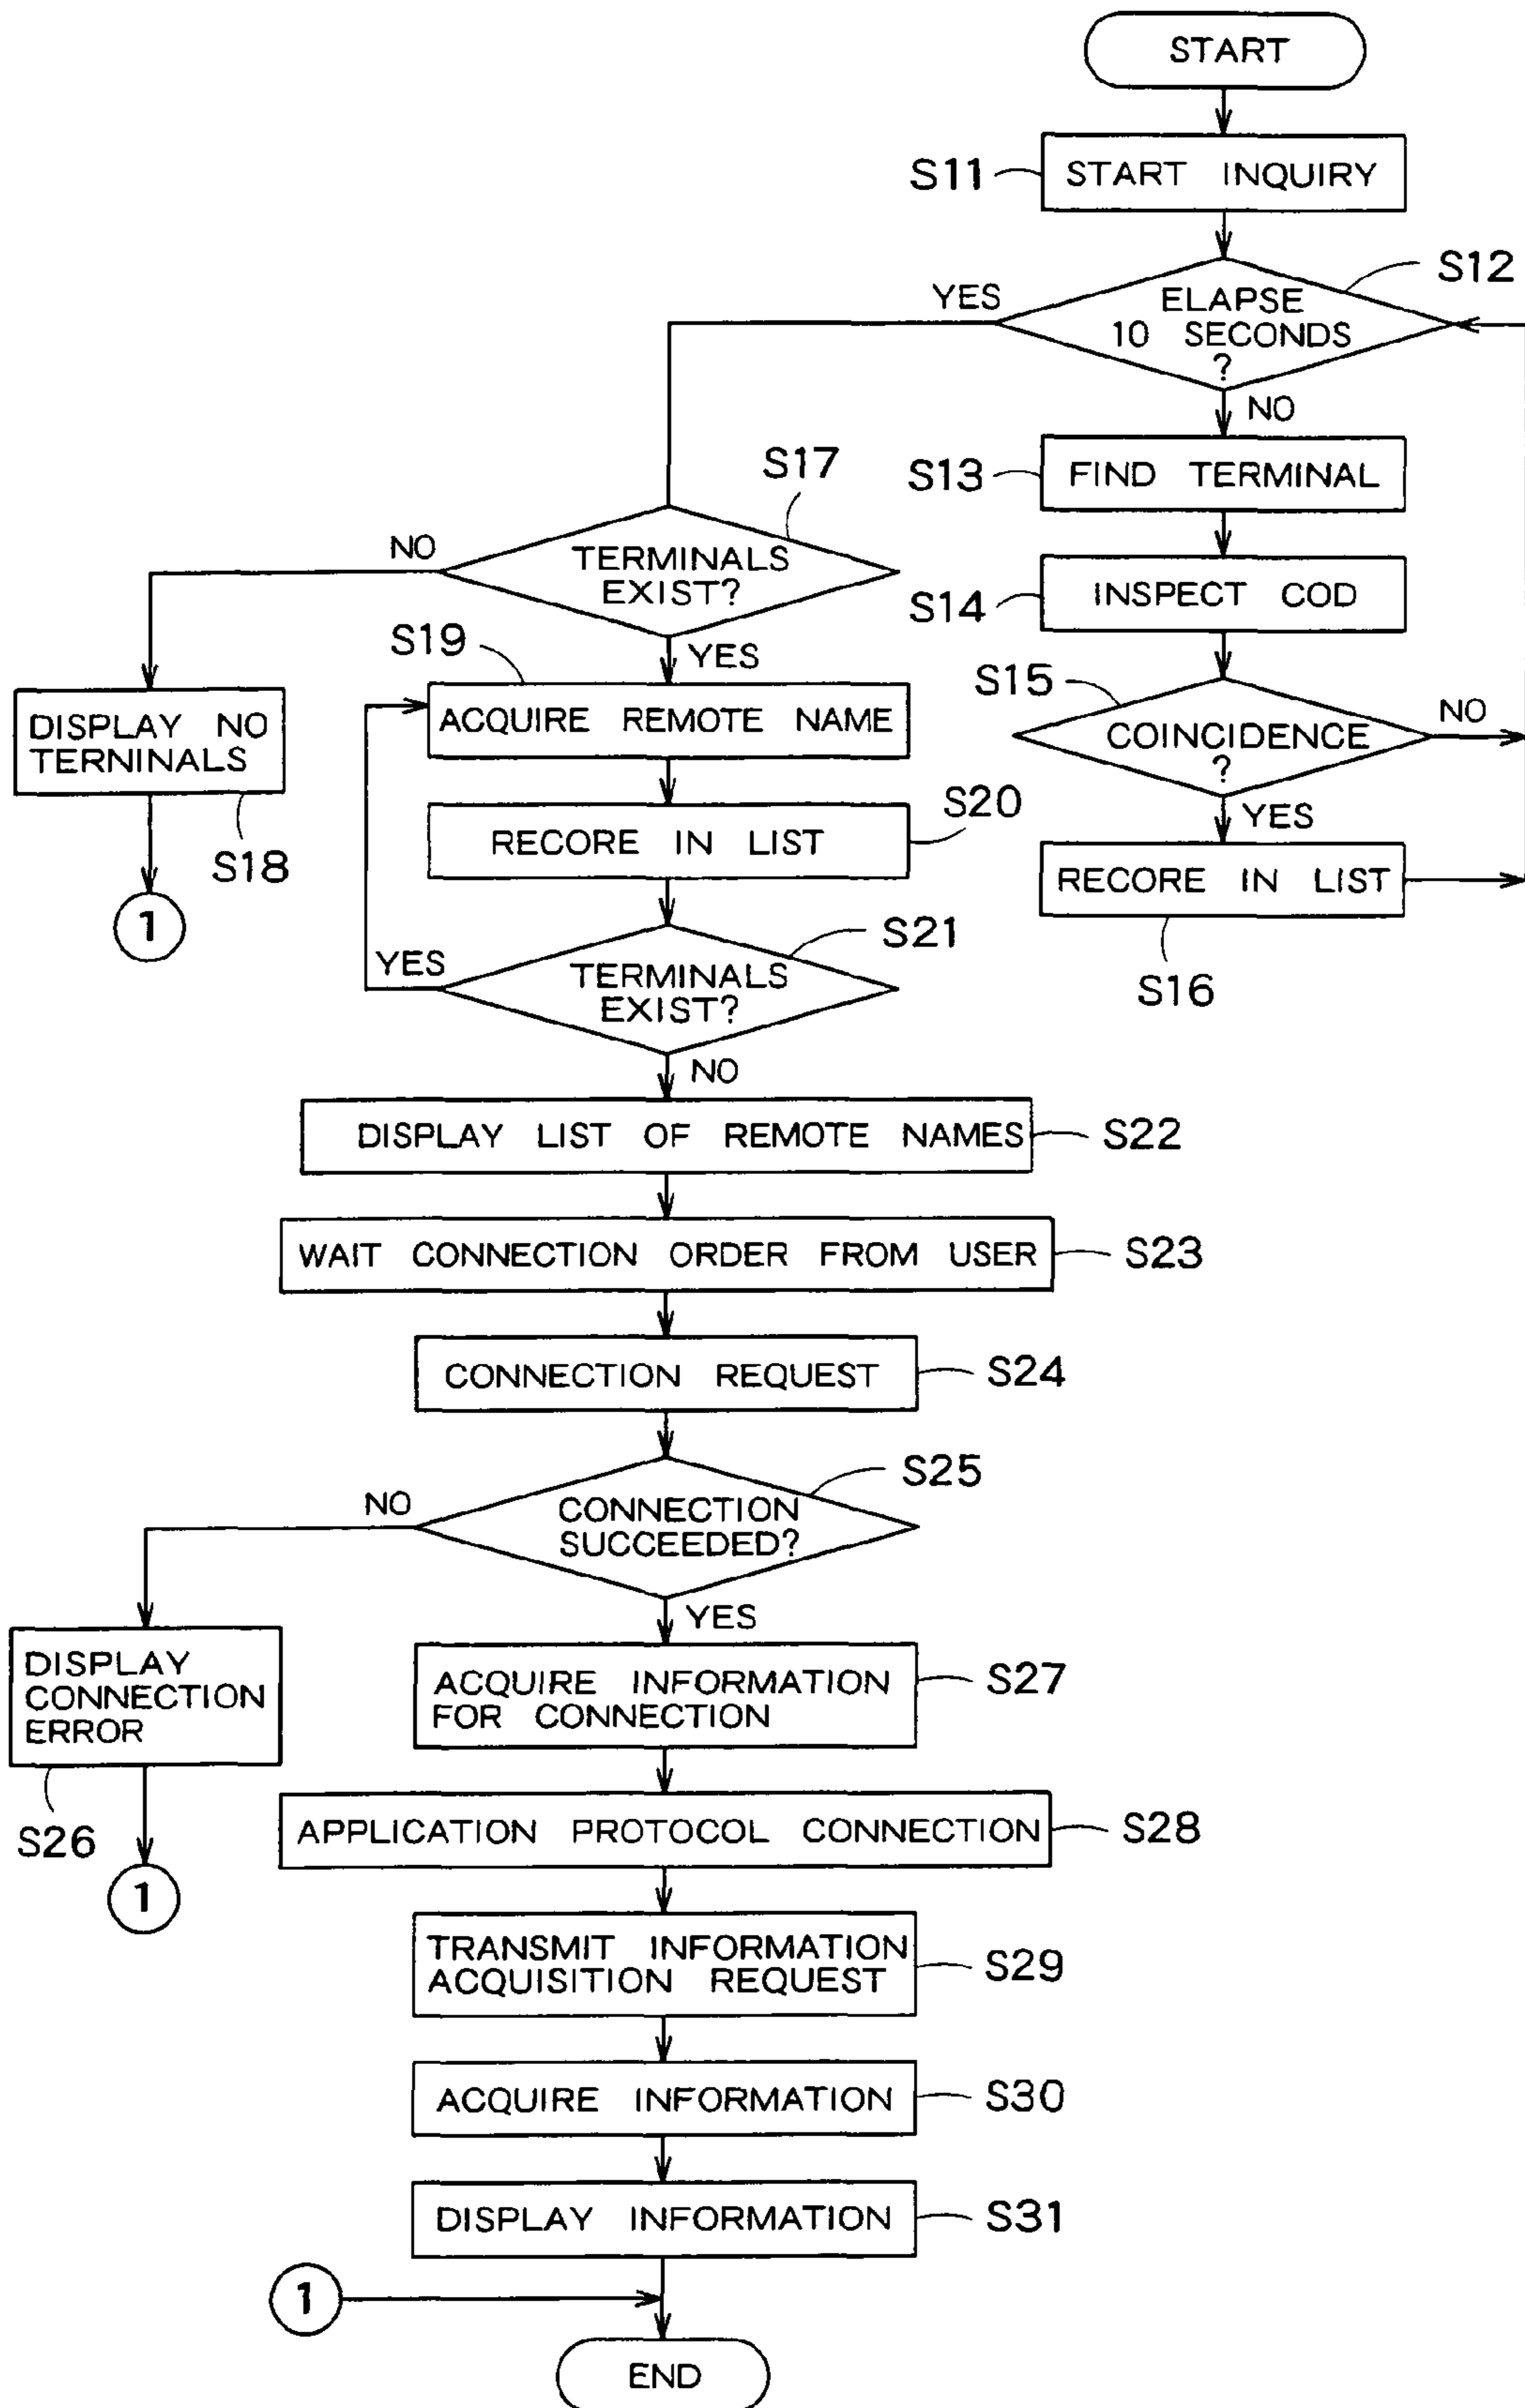 START
S11
START INQUIRY
S12
YES
ELAPSE
10 SECONDS
?
NO
S13
FIND TERMINAL
S17
NO
TERMINALS
EXIST?
S14
INSPECT COD
S19
YES
S15
COINCIDENCE
?
NO
DISPLAY NO
TERNINALS
ACQUIRE REMOTE NAME
S18
S20
YES
RECORE IN LIST
RECORE IN LIST
1
S21
S16
YES
TERMINALS
EXIST?
NO
DISPLAY LIST OF REMOTE NAMES
S22
WAIT CONNECTION ORDER FROM USER
S23
CONNECTION REQUEST
S24
S25
NO
CONNECTION
SUCCEEDED?
YES
DISPLAY
CONNECTION
ERROR
ACQUIRE INFORMATION
FOR CONNECTION
S27
S26
APPLICATION PROTOCOL CONNECTION
S28
1
TRANSMIT INFORMATION
ACQUISITION REQUEST
S29
ACQUIRE INFORMATION
S30
DISPLAY INFORMATION
S31
1
END